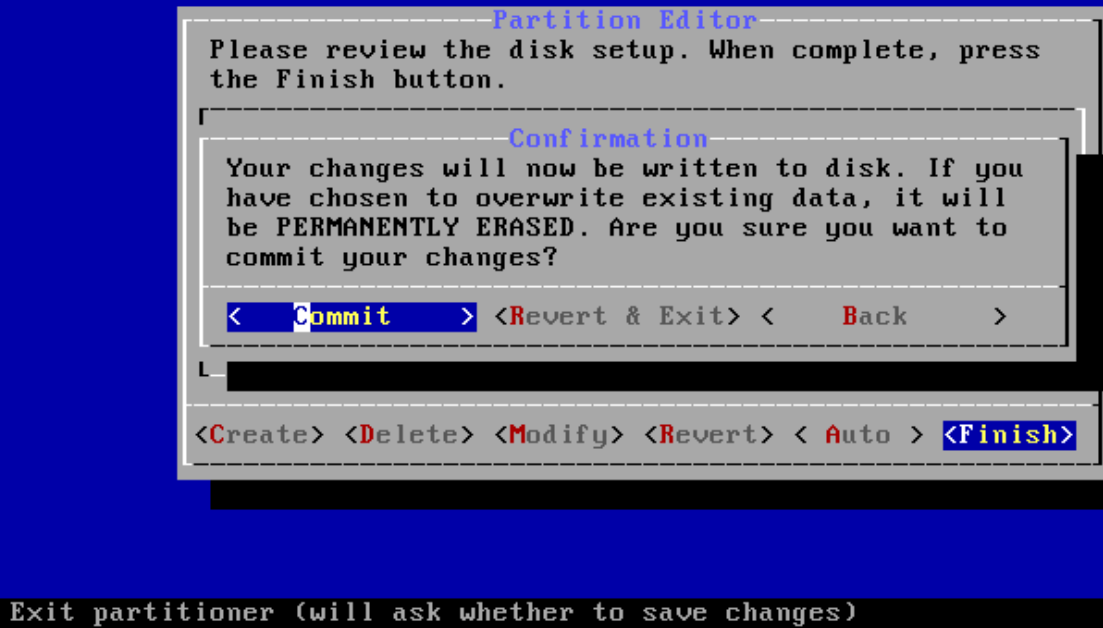 Partition Editor
Please review the disk setup. When complete, press
the Finish button.
Confirmation
Your changes will now be written to disk. If you
have chosen to overwrite existing data, it will
be PERMANENTLY ERASED. Are you sure you want to
commit your changes?
< Commit > <Revert & Exit> < Back >
<Create> <Delete> <Modify> <Revert> < Auto > <Finish>
Exit partitioner (will ask whether to save changes)